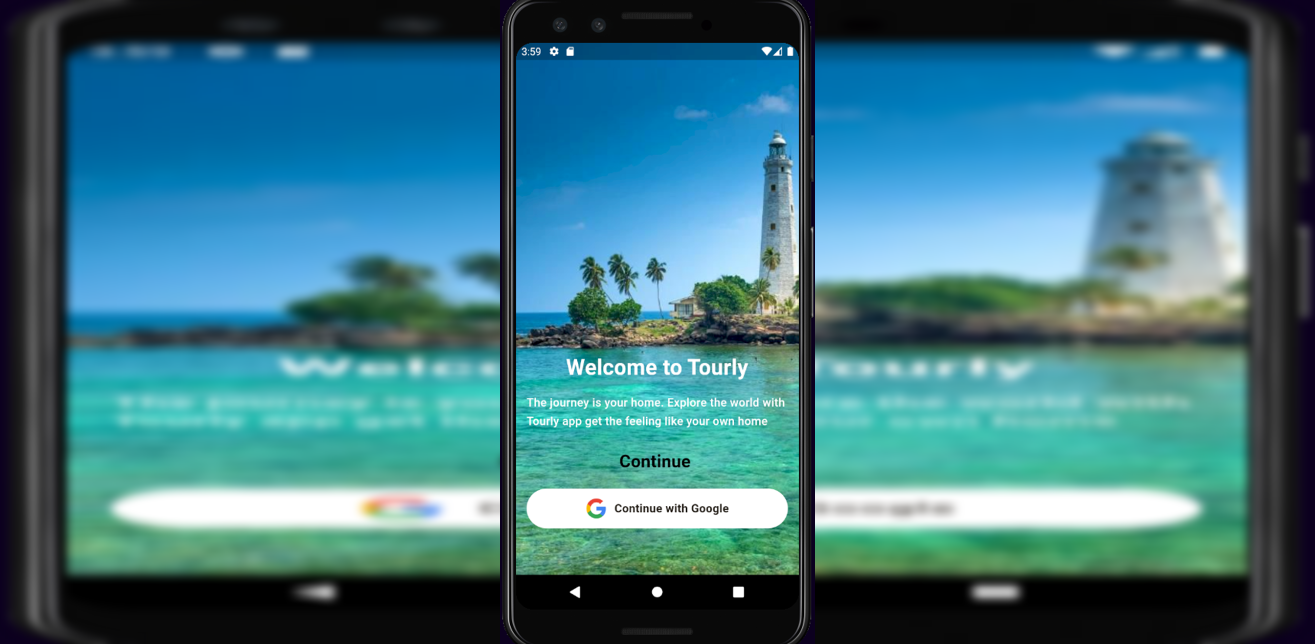 3:59
Welcome to Tourly
The journey is your home. Explore the world with
Tourly app get the feeling like your own home
Continue
Continue with Google